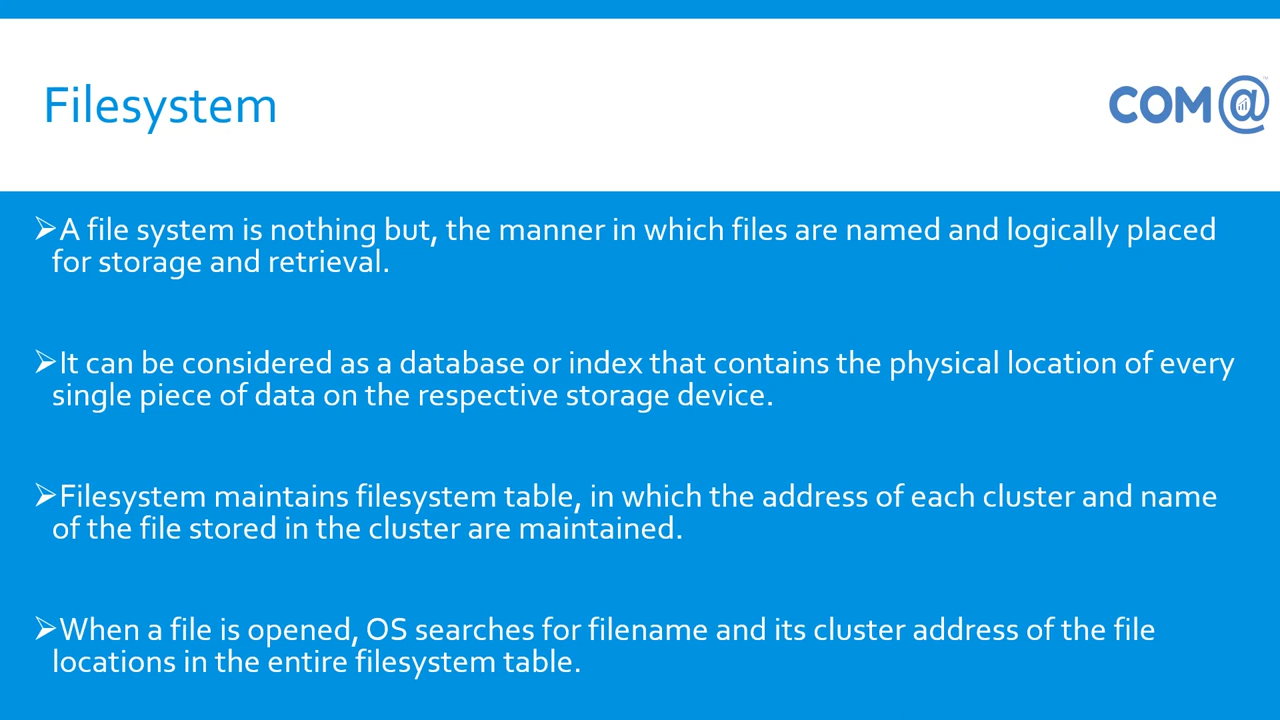 Filesystem
COM@
➢A file system is nothing but, the manner in which files are named and logically placed
for storage and retrieval.
➢It can be considered as a database or index that contains the physical location of every
single piece of data on the respective storage device.
➢Filesystem maintains filesystem table, in which the address of each cluster and name
of the file stored in the cluster are maintained.
➢When a file is opened, OS searches for filename and its cluster address of the file
locations in the entire filesystem table.